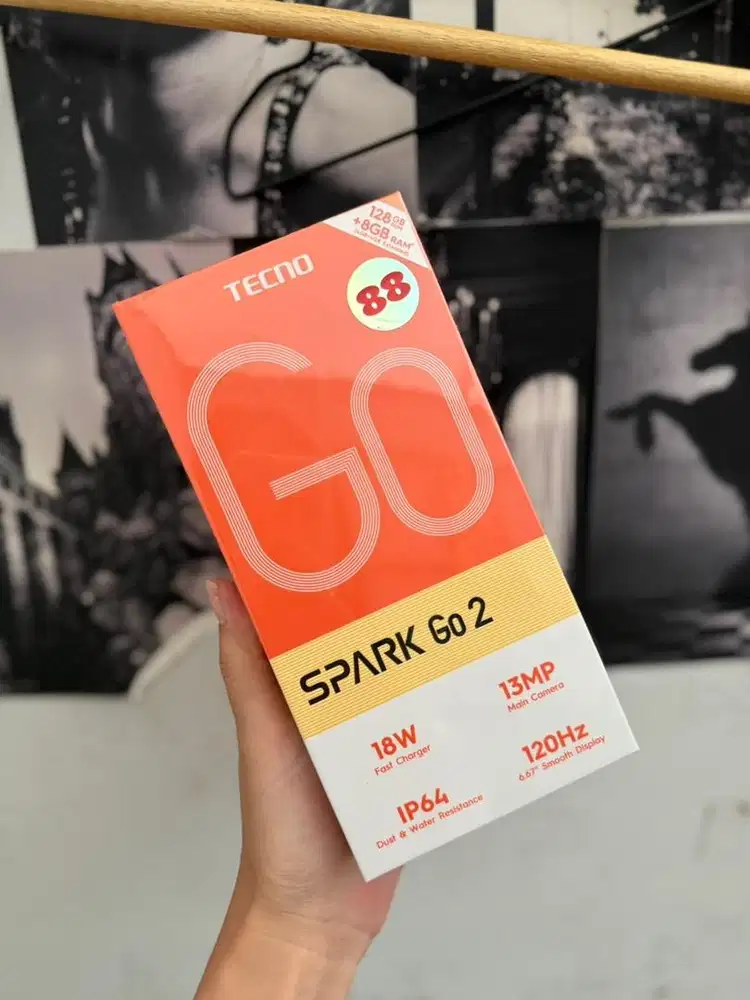 128GB ROM
+8GB RAM*
TECNO
88
GO
SPARK Go 2
18W
Fast Charger
13MP
Main Camera
IP64
Dust & Water Resistance
120Hz
6.67" Smooth Display